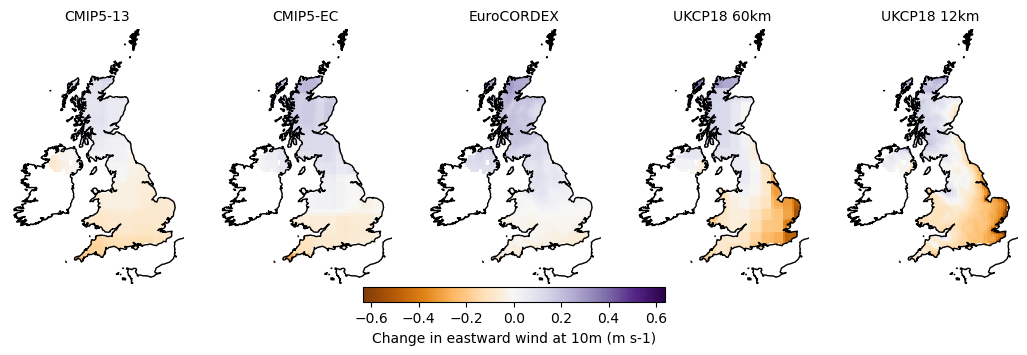 CMIP5-13 CMIP5-EC EuroCORDEX UKCP18 60km UKCP18 12km
−0.6 −0.4 −0.2 0.0 0.2 0.4 0.6
Change in eastward wind at 10m (m s-1)